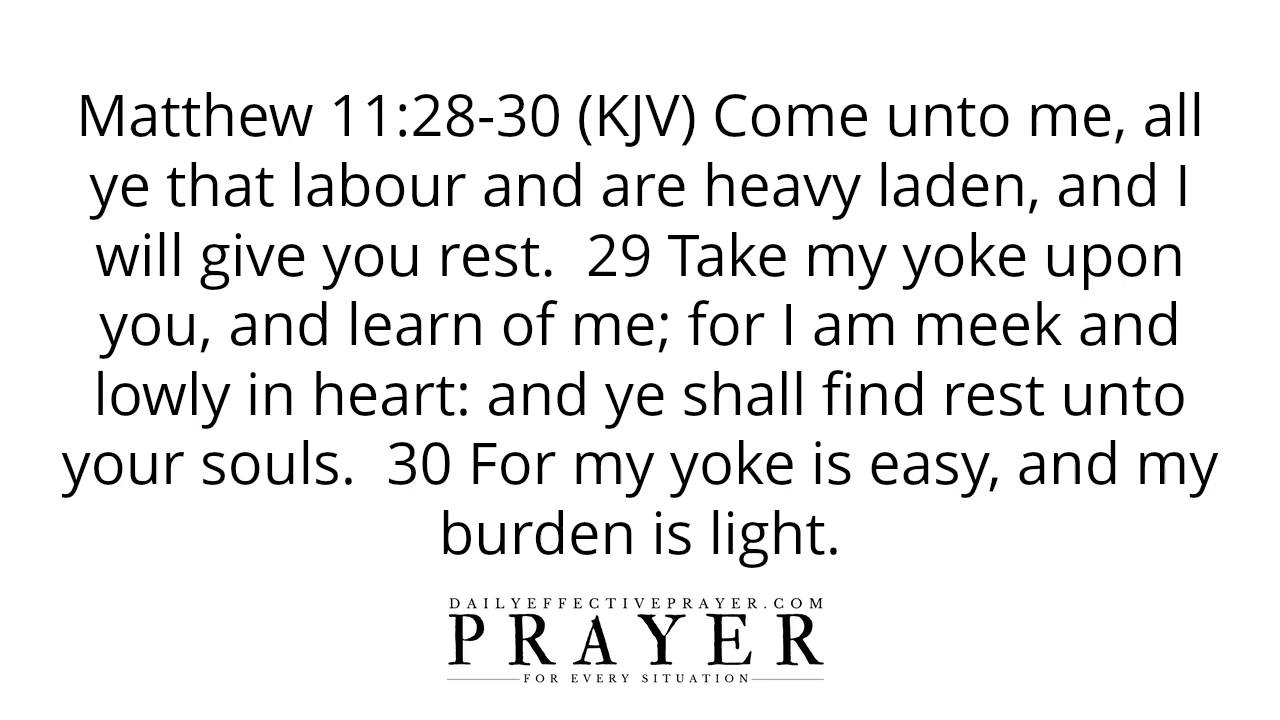 Matthew 11:28-30 (KJV) Come unto me, all
ye that labour and are heavy laden, and I
will give you rest.  29 Take my yoke upon
you, and learn of me; for I am meek and
lowly in heart: and ye shall find rest unto
your souls.  30 For my yoke is easy, and my
burden is light.
DAILYEFFECTIVEPRAYER.COM
PRAYER
FOR EVERY SITUATION